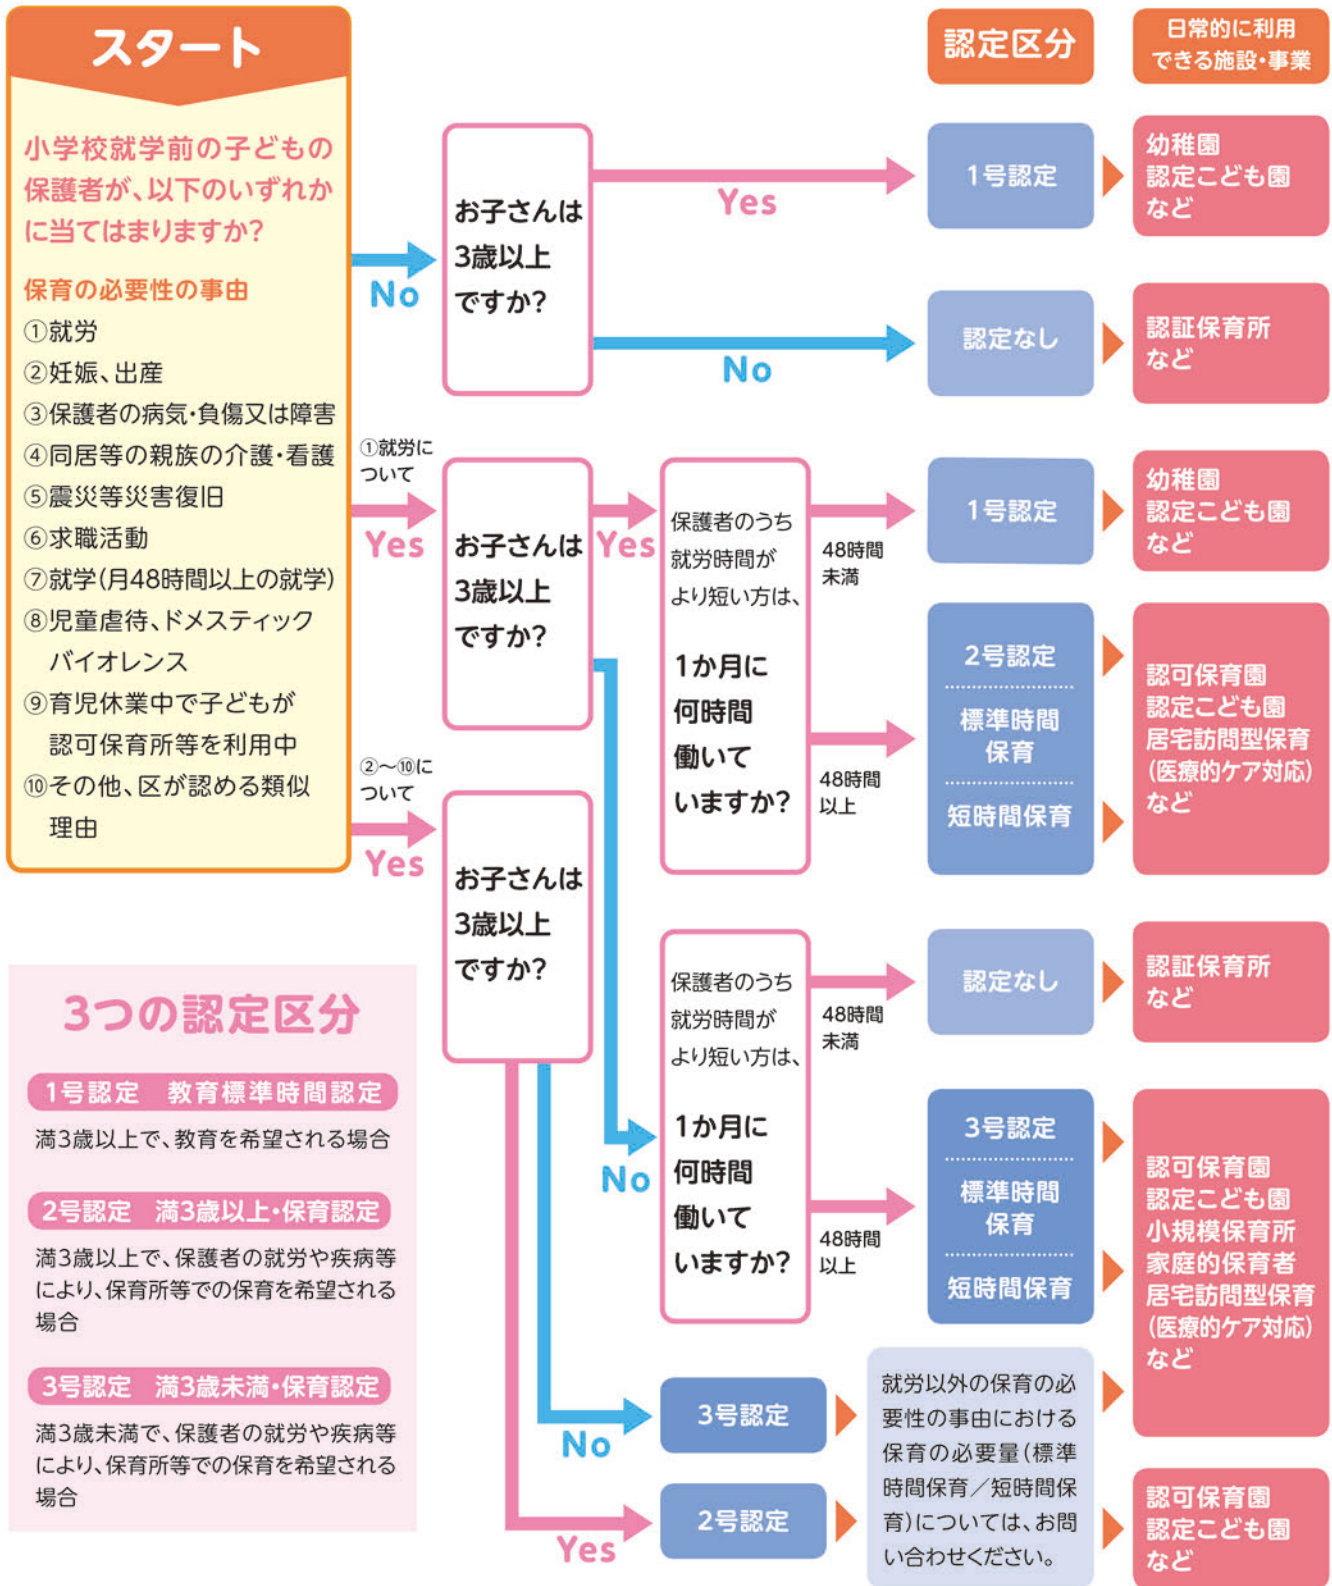 スタート
小学校就学前の子どもの
保護者が、以下のいずれか
に当てはまりますか?
保育の必要性の事由
①就労
②妊娠、出産
③保護者の病気・負傷又は障害
④同居等の親族の介護・看護
⑤震災等災害復旧
⑥求職活動
⑦就学(月48時間以上の就学)
⑧児童虐待、ドメスティック
バイオレンス
⑨育児休業中で子どもが
認可保育所等を利用中
⑩その他、区が認める類似
理由
No
①就労に
ついて
Yes
②〜⑩に
ついて
Yes
お子さんは
3歳以上
ですか?
Yes
No
お子さんは
3歳以上
ですか?
Yes
No
お子さんは
3歳以上
ですか?
No
Yes
保護者のうち
就労時間が
より短い方は、
1か月に
何時間
働いて
いますか?
48時間
未満
48時間
以上
保護者のうち
就労時間が
より短い方は、
1か月に
何時間
働いて
いますか?
48時間
未満
48時間
以上
認定区分
日常的に利用
できる施設・事業
1号認定
幼稚園
認定こども園
など
認定なし
認証保育所
など
1号認定
幼稚園
認定こども園
など
2号認定
標準時間
保育
短時間保育
認可保育園
認定こども園
居宅訪問型保育
(医療的ケア対応)
など
認定なし
認証保育所
など
3号認定
標準時間
保育
短時間保育
認可保育園
認定こども園
小規模保育所
家庭的保育者
居宅訪問型保育
(医療的ケア対応)
など
3号認定
2号認定
就労以外の保育の必
要性の事由における
保育の必要量(標準
時間保育／短時間保
育)については、お問
い合わせください。
認可保育園
認定こども園
など
3つの認定区分
1号認定　教育標準時間認定
満3歳以上で、教育を希望される場合
2号認定　満3歳以上・保育認定
満3歳以上で、保護者の就労や疾病等
により、保育所等での保育を希望される
場合
3号認定　満3歳未満・保育認定
満3歳未満で、保護者の就労や疾病等
により、保育所等での保育を希望される
場合